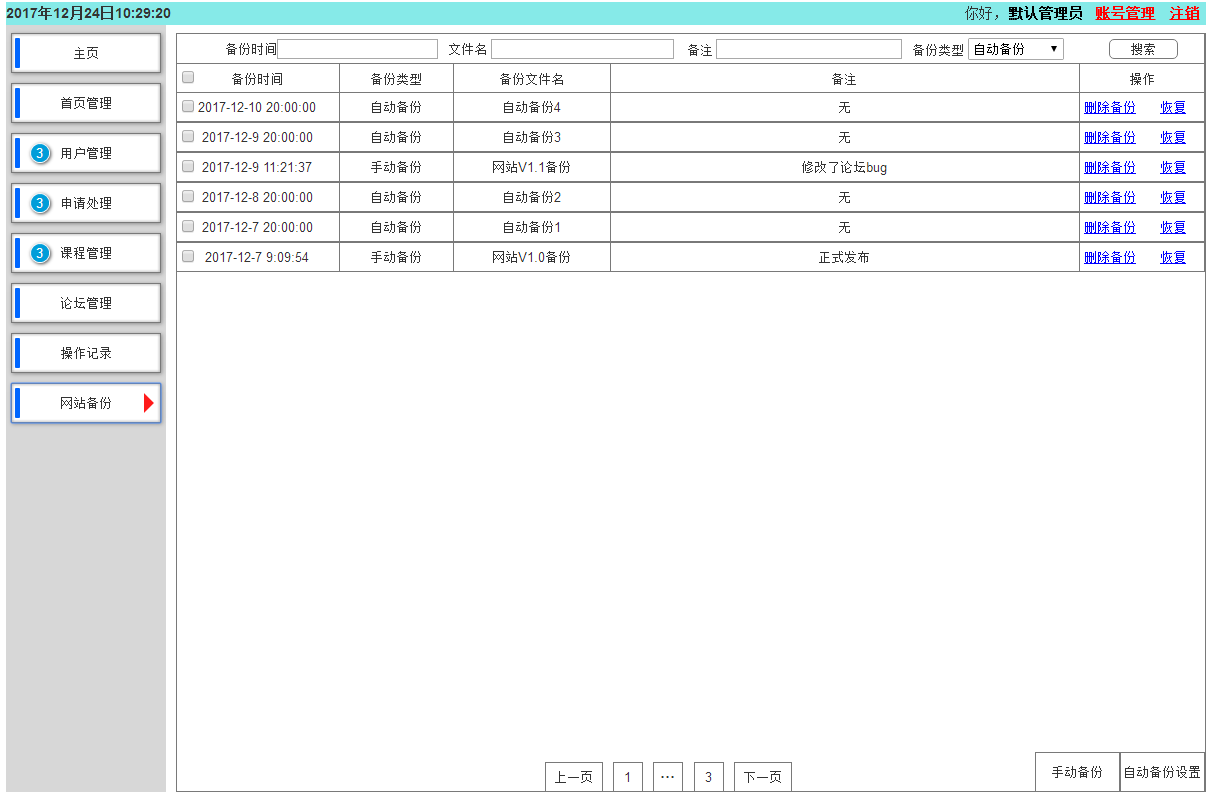 2017年12月24日10:29:20 你好，默认管理员 账号管理 注销
主页
首页管理
3 用户管理
3 申请处理
3 课程管理
论坛管理
操作记录
网站备份
备份时间 文件名 备注 备份类型 自动备份 搜索
备份时间 备份类型 备份文件名 备注 操作
2017-12-10 20:00:00 自动备份 自动备份4 无 删除备份 恢复
2017-12-9 20:00:00 自动备份 自动备份3 无 删除备份 恢复
2017-12-9 11:21:37 手动备份 网站V1.1备份 修改了论坛bug 删除备份 恢复
2017-12-8 20:00:00 自动备份 自动备份2 无 删除备份 恢复
2017-12-7 20:00:00 自动备份 自动备份1 无 删除备份 恢复
2017-12-7 9:09:54 手动备份 网站V1.0备份 正式发布 删除备份 恢复
上一页 1 ··· 3 下一页 手动备份 自动备份设置